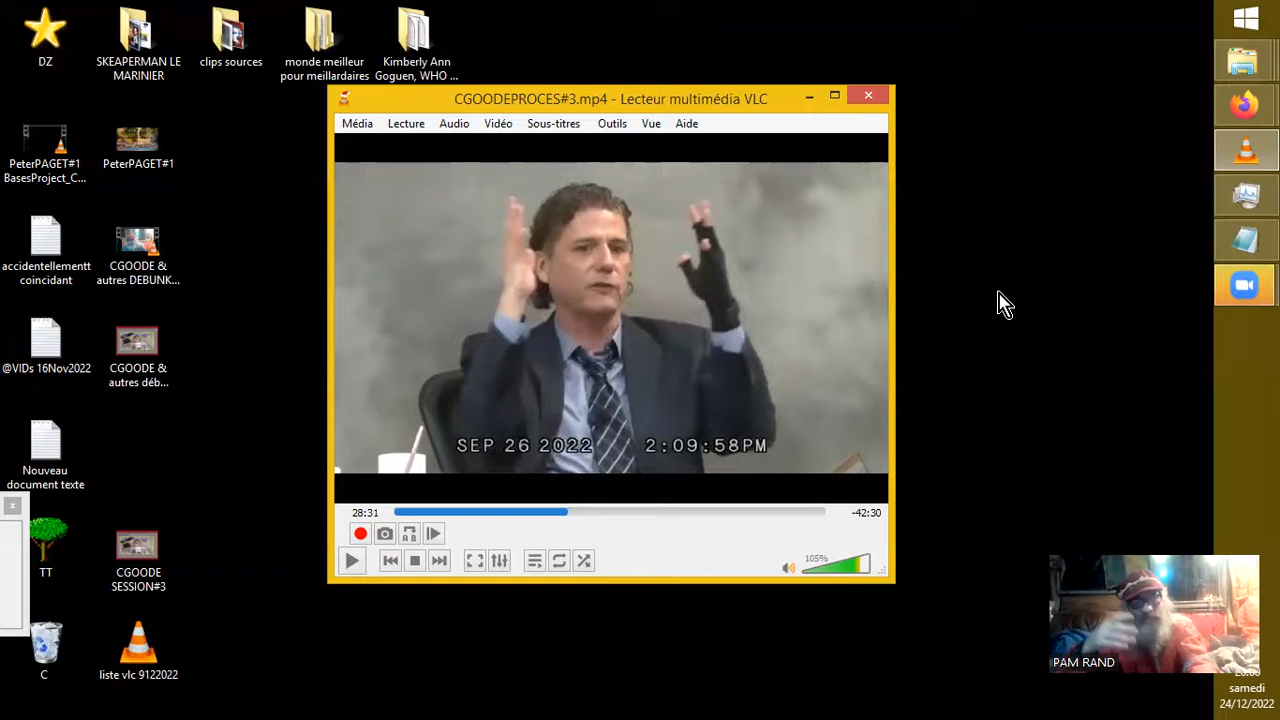 DZ
SKEAPERMAN LE
MARINIER
clips sources
monde meilleur
pour meillardaires
Kimberly Ann
Goguen, WHO ...
PeterPAGET#1
BasesProject_C...
PeterPAGET#1
accidentellementt
coincidant
CGOODE &
autres DEBUNK...
@VIDs 16Nov2022
CGOODE &
autres déb...
Nouveau
document texte
x
TT
CGOODE
SESSION#3
C
liste vlc 9122022
CGOODEPROCES#3.mp4 - Lecteur multimédia VLC
Média Lecture Audio Vidéo Sous-titres Outils Vue Aide
SEP 26 2022 2:09:58PM
28:31 -42:30
A B
105%
PAM RAND
samedi
24/12/2022